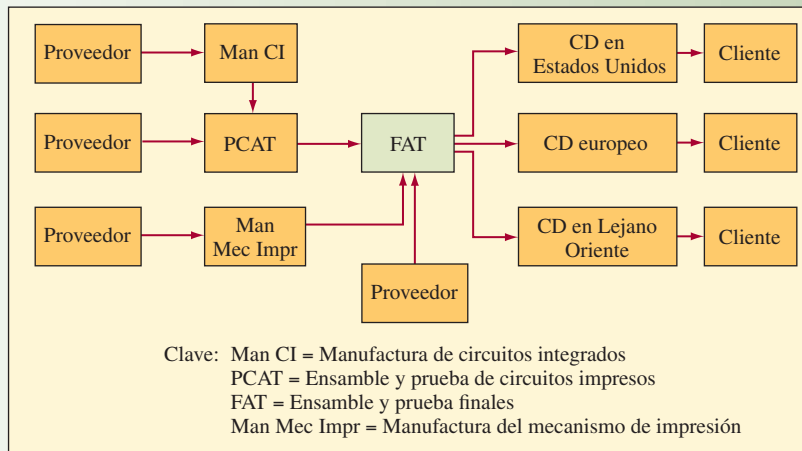 Proveedor
Man CI
CD en
Estados Unidos
Cliente
Proveedor
PCAT
FAT
CD europeo
Cliente
Proveedor
Man
Mec Impr
CD en Lejano
Oriente
Cliente
Proveedor
Clave: Man CI = Manufactura de circuitos integrados
PCAT = Ensamble y prueba de circuitos impresos
FAT = Ensamble y prueba finales
Man Mec Impr = Manufactura del mecanismo de impresión